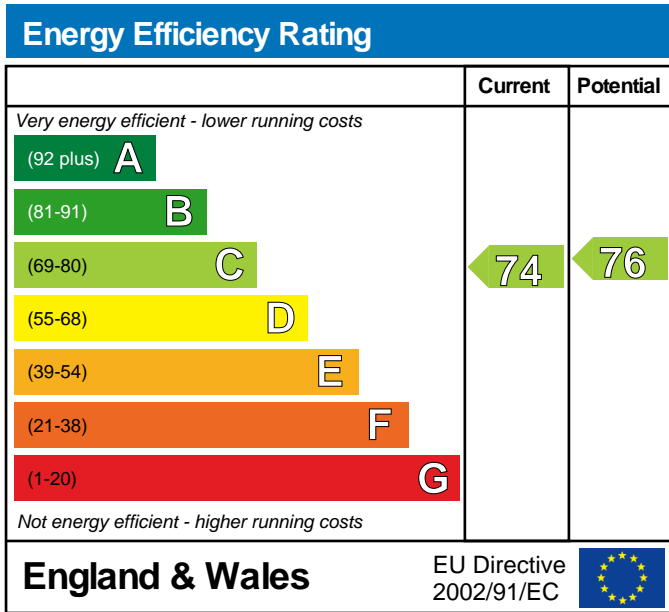 Energy Efficiency Rating
Current Potential
Very energy efficient - lower running costs
(92 plus) A
(81-91) B
(69-80) C 74 76
(55-68) D
(39-54) E
(21-38) F
(1-20) G
Not energy efficient - higher running costs
England & Wales
EU Directive
2002/91/EC